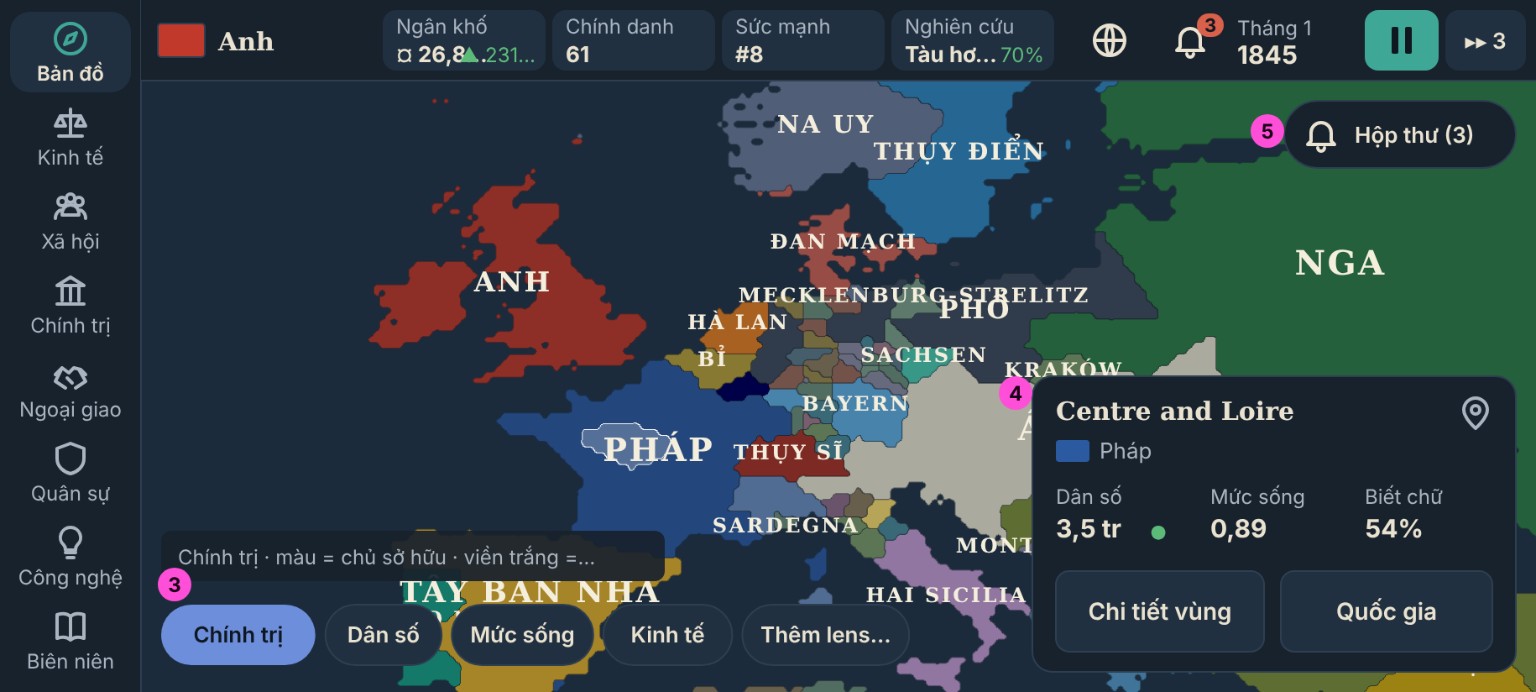 Bản đồ
Kinh tế
Xã hội
Chính trị
Ngoại giao
Quân sự
Công nghệ
Biên niên
Anh
Ngân khố
¤ 26,8▲.231...
Chính danh
61
Sức mạnh
#8
Nghiên cứu
Tàu hơ... 70%
3
Tháng 1
1845
3
5
Hộp thư (3)
NA UY
THỤY ĐIỂN
ĐAN MẠCH
NGA
ANH
MECKLENBURG-STRELITZ
PHỔ
HÀ LAN
BỈ
SACHSEN
KRAKÓW
BAYERN
PHÁP
THỤY SĨ
SARDEGNA
MONT
HAI SICILIA
TÂY BAN NHA
4
Centre and Loire
Pháp
Dân số
Mức sống
Biết chữ
3,5 tr
0,89
54%
Chi tiết vùng
Quốc gia
Chính trị · màu = chủ sở hữu · viền trắng =...
3
Chính trị
Dân số
Mức sống
Kinh tế
Thêm lens...